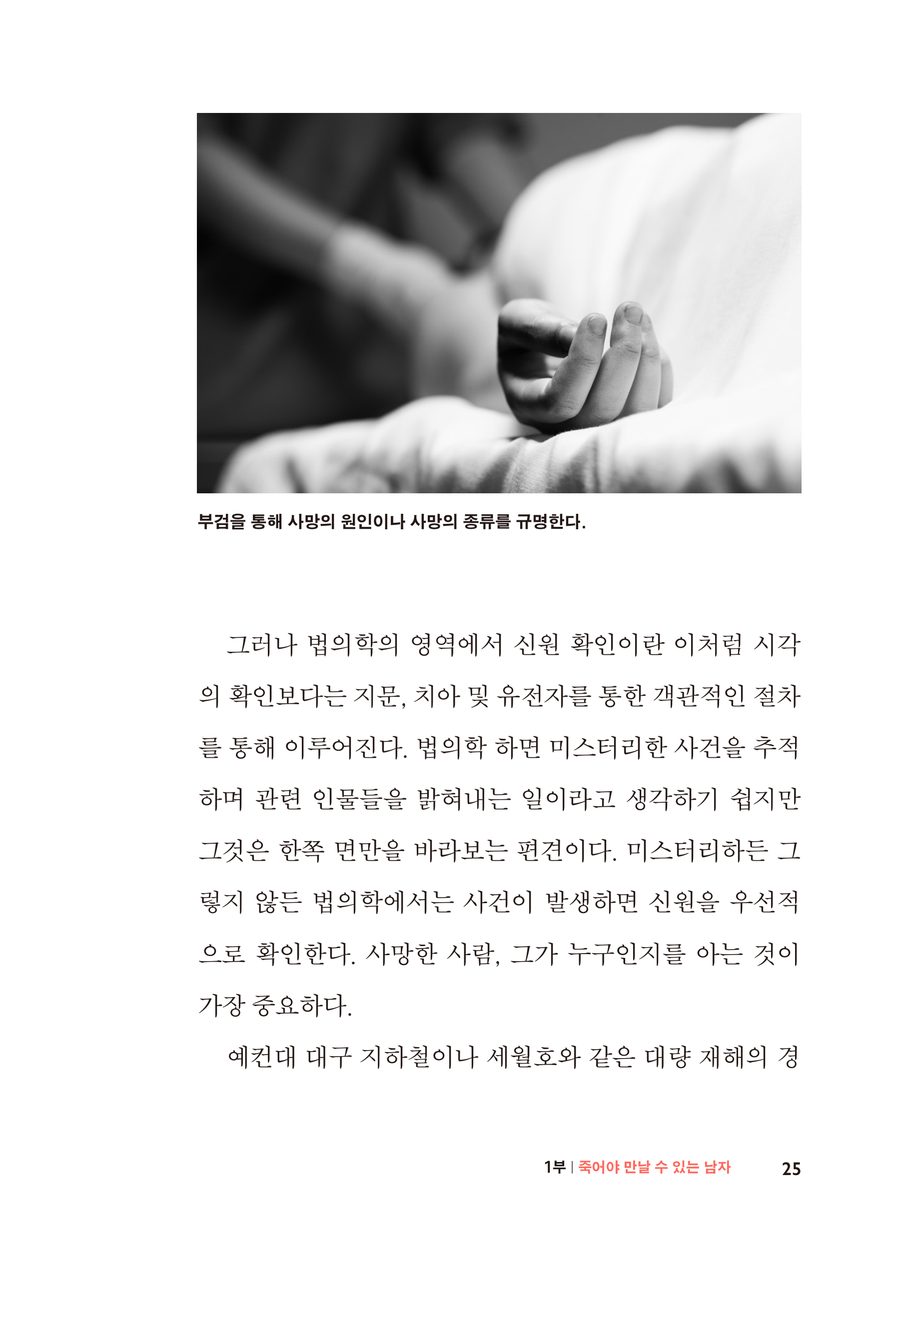 부검을 통해 사망의 원인이나 사망의 종류를 규명한다.
그러나 법의학의 영역에서 신원 확인이란 이처럼 시각
의 확인보다는 지문, 치아 및 유전자를 통한 객관적인 절차
를 통해 이루어진다. 법의학 하면 미스터리한 사건을 추적
하며 관련 인물들을 밝혀내는 일이라고 생각하기 쉽지만
그것은 한쪽 면만을 바라보는 편견이다. 미스터리하든 그
렇지 않든 법의학에서는 사건이 발생하면 신원을 우선적
으로 확인한다. 사망한 사람, 그가 누구인지를 아는 것이
가장 중요하다.
예컨대 대구 지하철이나 세월호와 같은 대량 재해의 경
1부 | 죽어야 만날 수 있는 남자 25